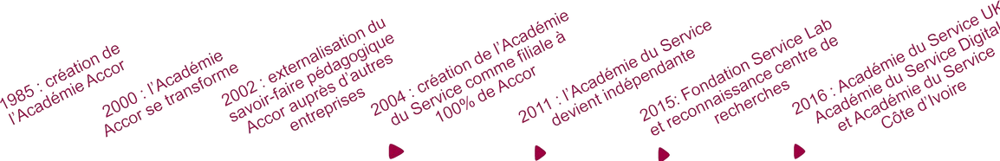 1985 : création de
l'Académie Accor
2000 : l'Académie
Accor se transforme
2002 : externalisation du
savoir-faire pédagogique
Accor auprès d'autres
entreprises
2004 : création de l'Académie
du Service comme filiale à
100% de Accor
2011 : l'Académie du Service
devient indépendante
2015: Fondation Service Lab
et reconnaissance centre de
recherches
2016 : Académie du Service UK
Académie du Service Digital
et Académie du Service
Côte d'Ivoire